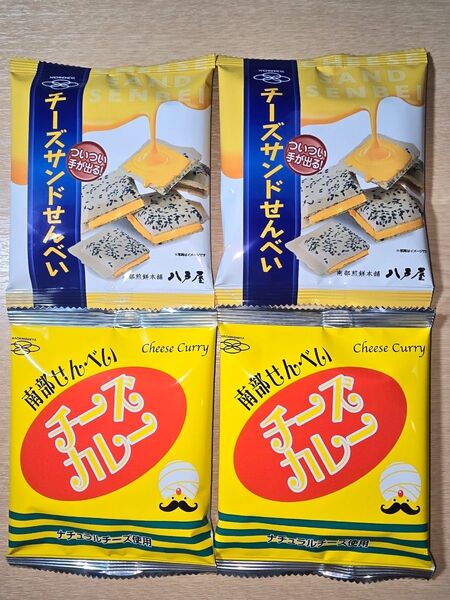 HACHINOHEYA
CHEESE
SAND
SENBEI
チーズサンドせんべい
ついつい
手が出る!
※写真はイメージです
部煎餅本舗 八戸屋
HACHINOHEYA
CHEESE
SAND
SENBEI
チーズサンドせんべい
ついつい
手が出る!
※写真はイメージです
南部煎餅本舗 八戸屋
Cheese Curry
南部せんべい
チーズ
カレー
ナチュラルチーズ使用
Cheese Curry
南部せんべい
チーズ
カレー
ナチュラルチーズ使用